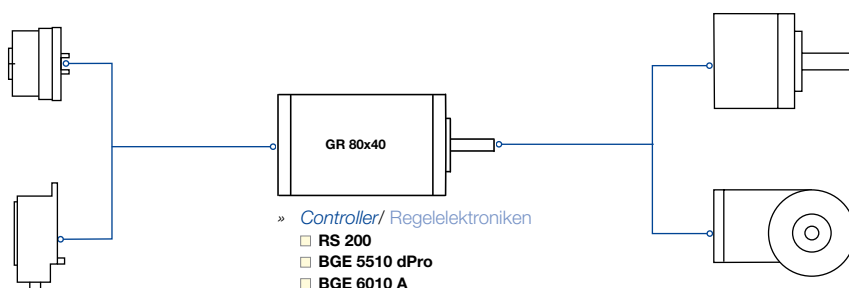 GR 80x40
» Controller/ Regelelektroniken
RS 200
BGE 5510 dPro
BGE 6010 A